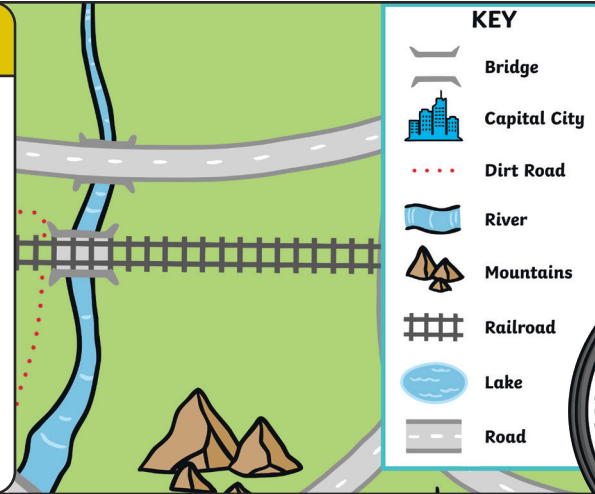 KEY
Bridge
Capital City
Dirt Road
River
Mountains
Railroad
Lake
Road